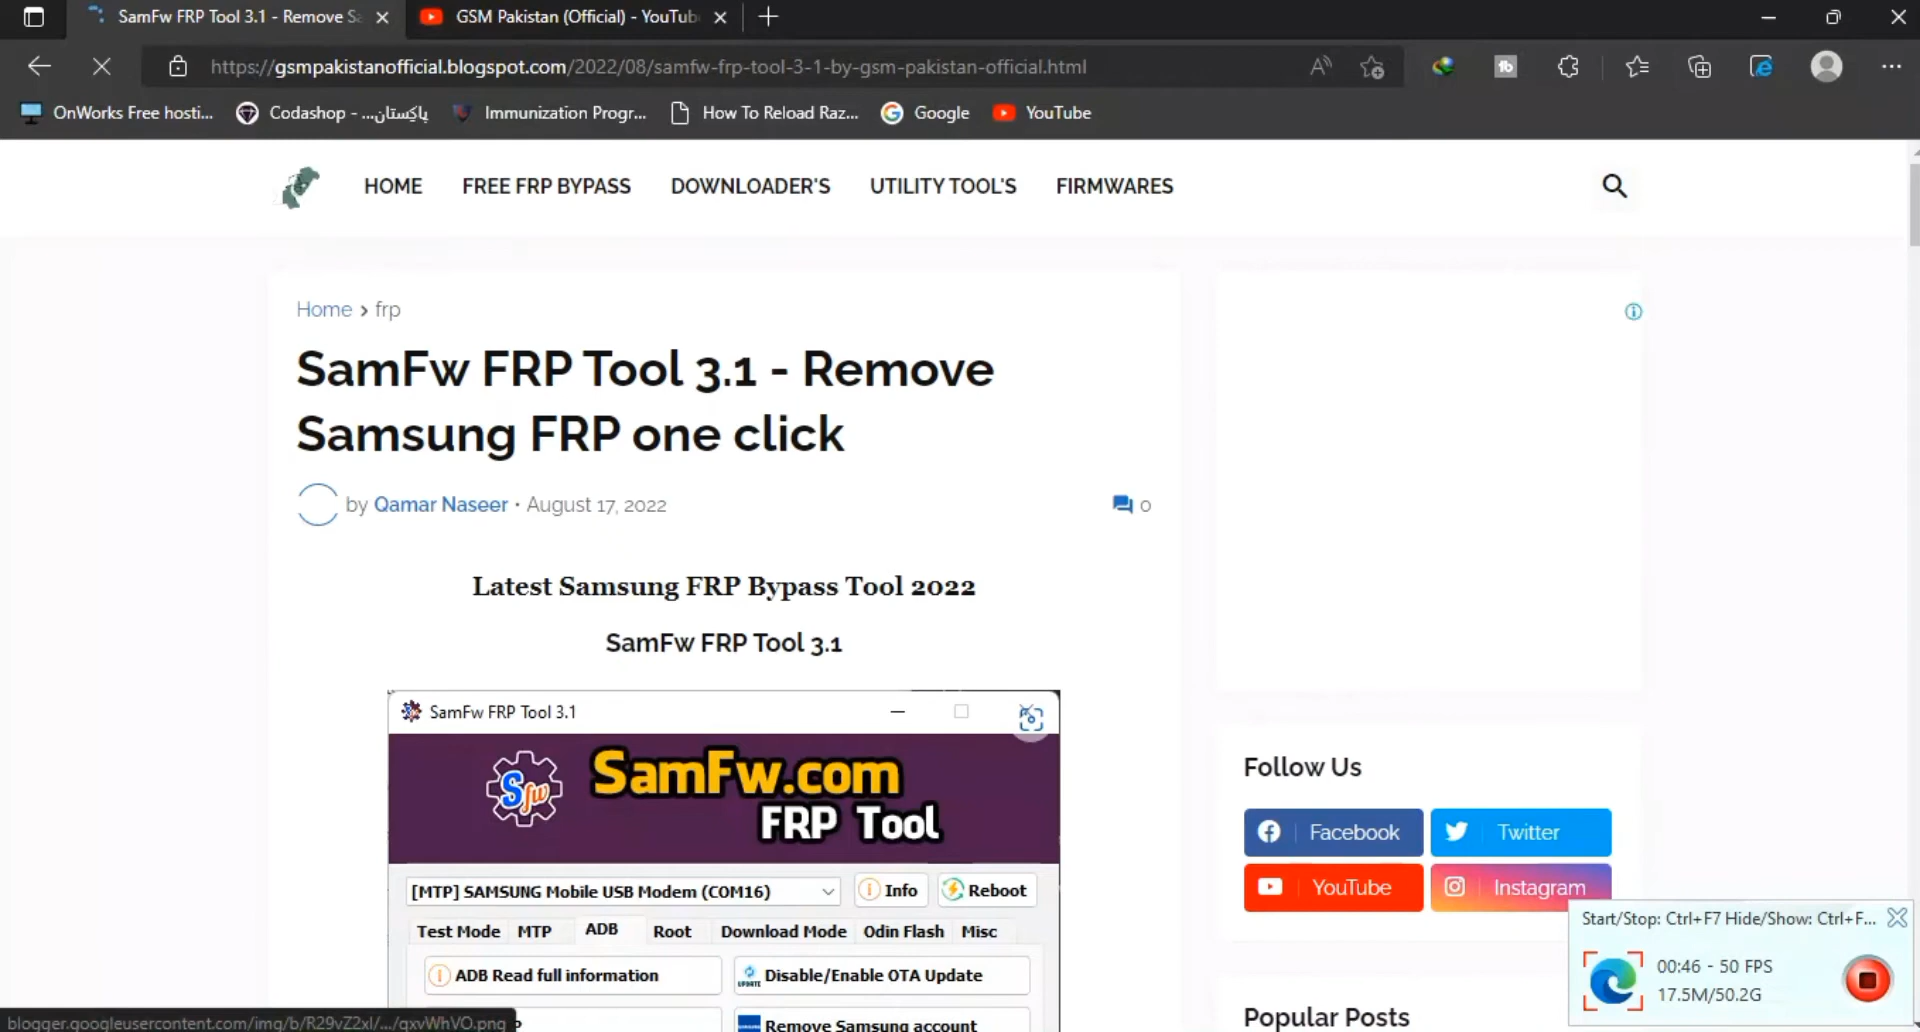 SamFw FRP Tool 3.1 - Remove Sa
GSM Pakistan (Official) - YouTub
https://gsmpakistanofficial.blogspot.com/2022/08/samfw-frp-tool-3-1-by-gsm-pakistan-official.html
OnWorks Free hosti...
Codashop - ...پاکستان
Immunization Progr...
How To Reload Raz...
Google
YouTube
HOME
FREE FRP BYPASS
DOWNLOADER'S
UTILITY TOOL'S
FIRMWARES
Home > frp
SamFw FRP Tool 3.1 - Remove
Samsung FRP one click
by Qamar Naseer · August 17, 2022
0
Latest Samsung FRP Bypass Tool 2022
SamFw FRP Tool 3.1
SamFw FRP Tool 3.1
Sfw
SamFw.com
FRP Tool
[MTP] SAMSUNG Mobile USB Modem (COM16)
Info
Reboot
Test Mode
MTP
ADB
Root
Download Mode
Odin Flash
Misc
ADB Read full information
UPDATE
Disable/Enable OTA Update
Remove Samsung account
Follow Us
Facebook
Twitter
YouTube
Instagram
Popular Posts
Start/Stop: Ctrl+F7 Hide/Show: Ctrl+F...
00:46 - 50 FPS
17.5M/50.2G
blogger.googleusercontent.com/img/b/R29vZ2xl/.../qxvWhVO.png